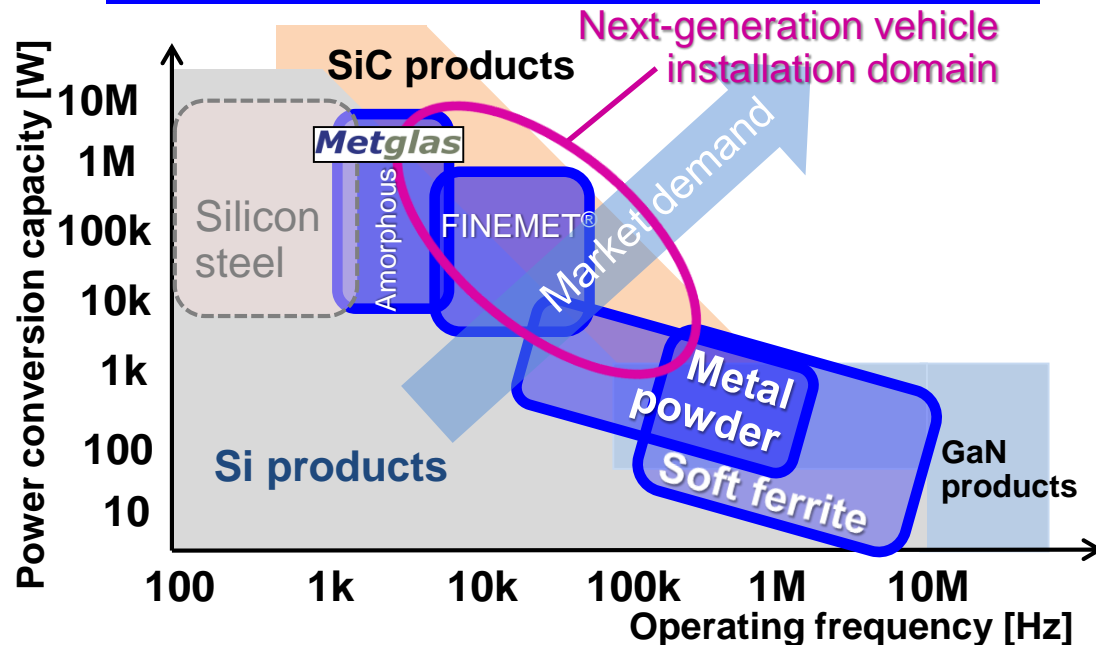 Next-generation vehicle
installation domain
SiC products
Power conversion capacity [W]
10M
1M
100k
10k
1k
100
10
Metglas
Silicon
steel
Amorphous
FINEMET®
Market demand
Metal
powder
Soft ferrite
Si products
GaN
products
100
1k
10k
100k
1M
10M
Operating frequency [Hz]